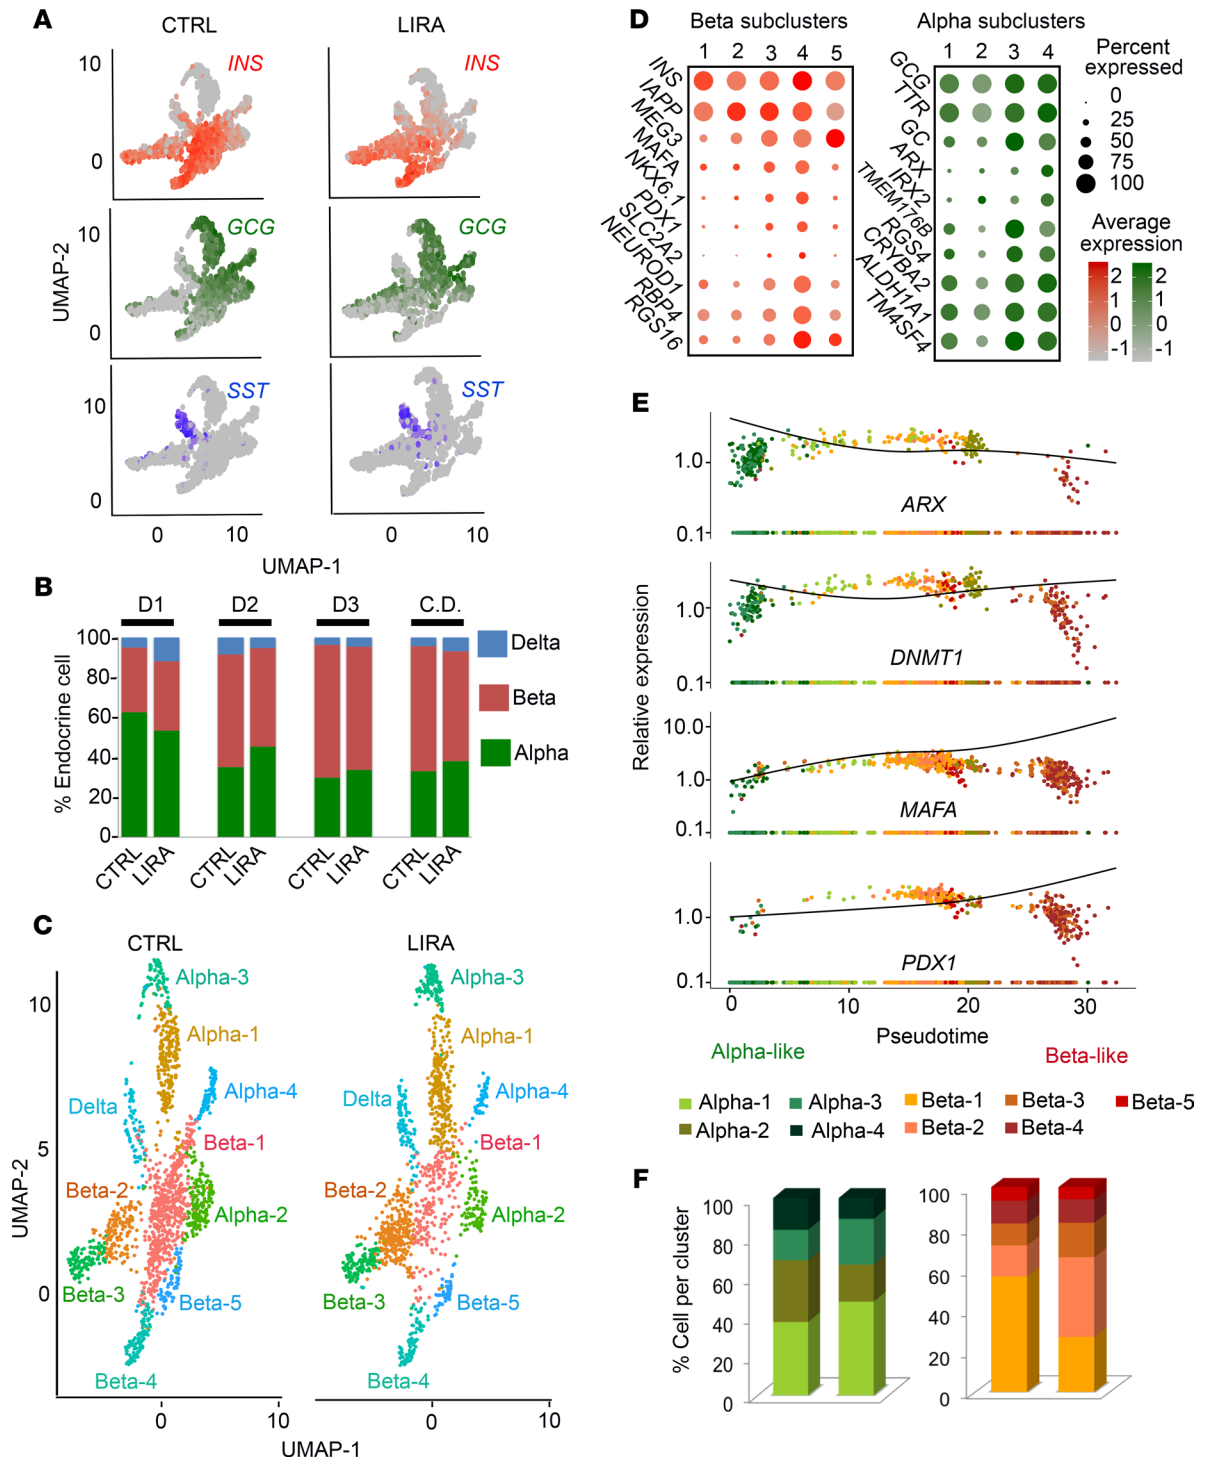 A
CTRL
LIRA
INS
INS
10
0
GCG
GCG
10
0
UMAP-2
SST
SST
10
0
0
10
0
10
UMAP-1
B
D1
D2
D3
C.D.
% Endocrine cell
100
80
60
40
20
0
CTRL
LIRA
CTRL
LIRA
CTRL
LIRA
CTRL
LIRA
Delta
Beta
Alpha
C
CTRL
LIRA
UMAP-2
10
5
0
Alpha-3
Alpha-1
Alpha-4
Delta
Beta-1
Beta-2
Alpha-2
Beta-3
Beta-5
Beta-4
Alpha-3
Alpha-1
Alpha-4
Delta
Beta-1
Beta-2
Alpha-2
Beta-3
Beta-5
Beta-4
0
10
0
10
UMAP-1
D
Beta subclusters
1 2 3 4 5
INS
IAPP
MEG3
MAFA
NKX6.1
PDX1
SLC2A2
NEUROD1
RBP4
RGS16
Alpha subclusters
1 2 3 4
GCG
TTR
GC
ARX
IRX2
TMEM176B
RGS4
CRYBA2
ALDH1A1
TM4SF4
Percent
expressed
0
25
50
75
100
Average
expression
2
1
0
-1
2
1
0
-1
E
Relative expression
1.0
0.1
ARX
1.0
0.1
DNMT1
10.0
1.0
0.1
MAFA
1.0
0.1
PDX1
0
10
20
30
Pseudotime
Alpha-like
Beta-like
Alpha-1
Alpha-3
Beta-1
Beta-3
Beta-5
Alpha-2
Alpha-4
Beta-2
Beta-4
F
% Cell per cluster
100
80
60
40
20
0
100
80
60
40
20
0